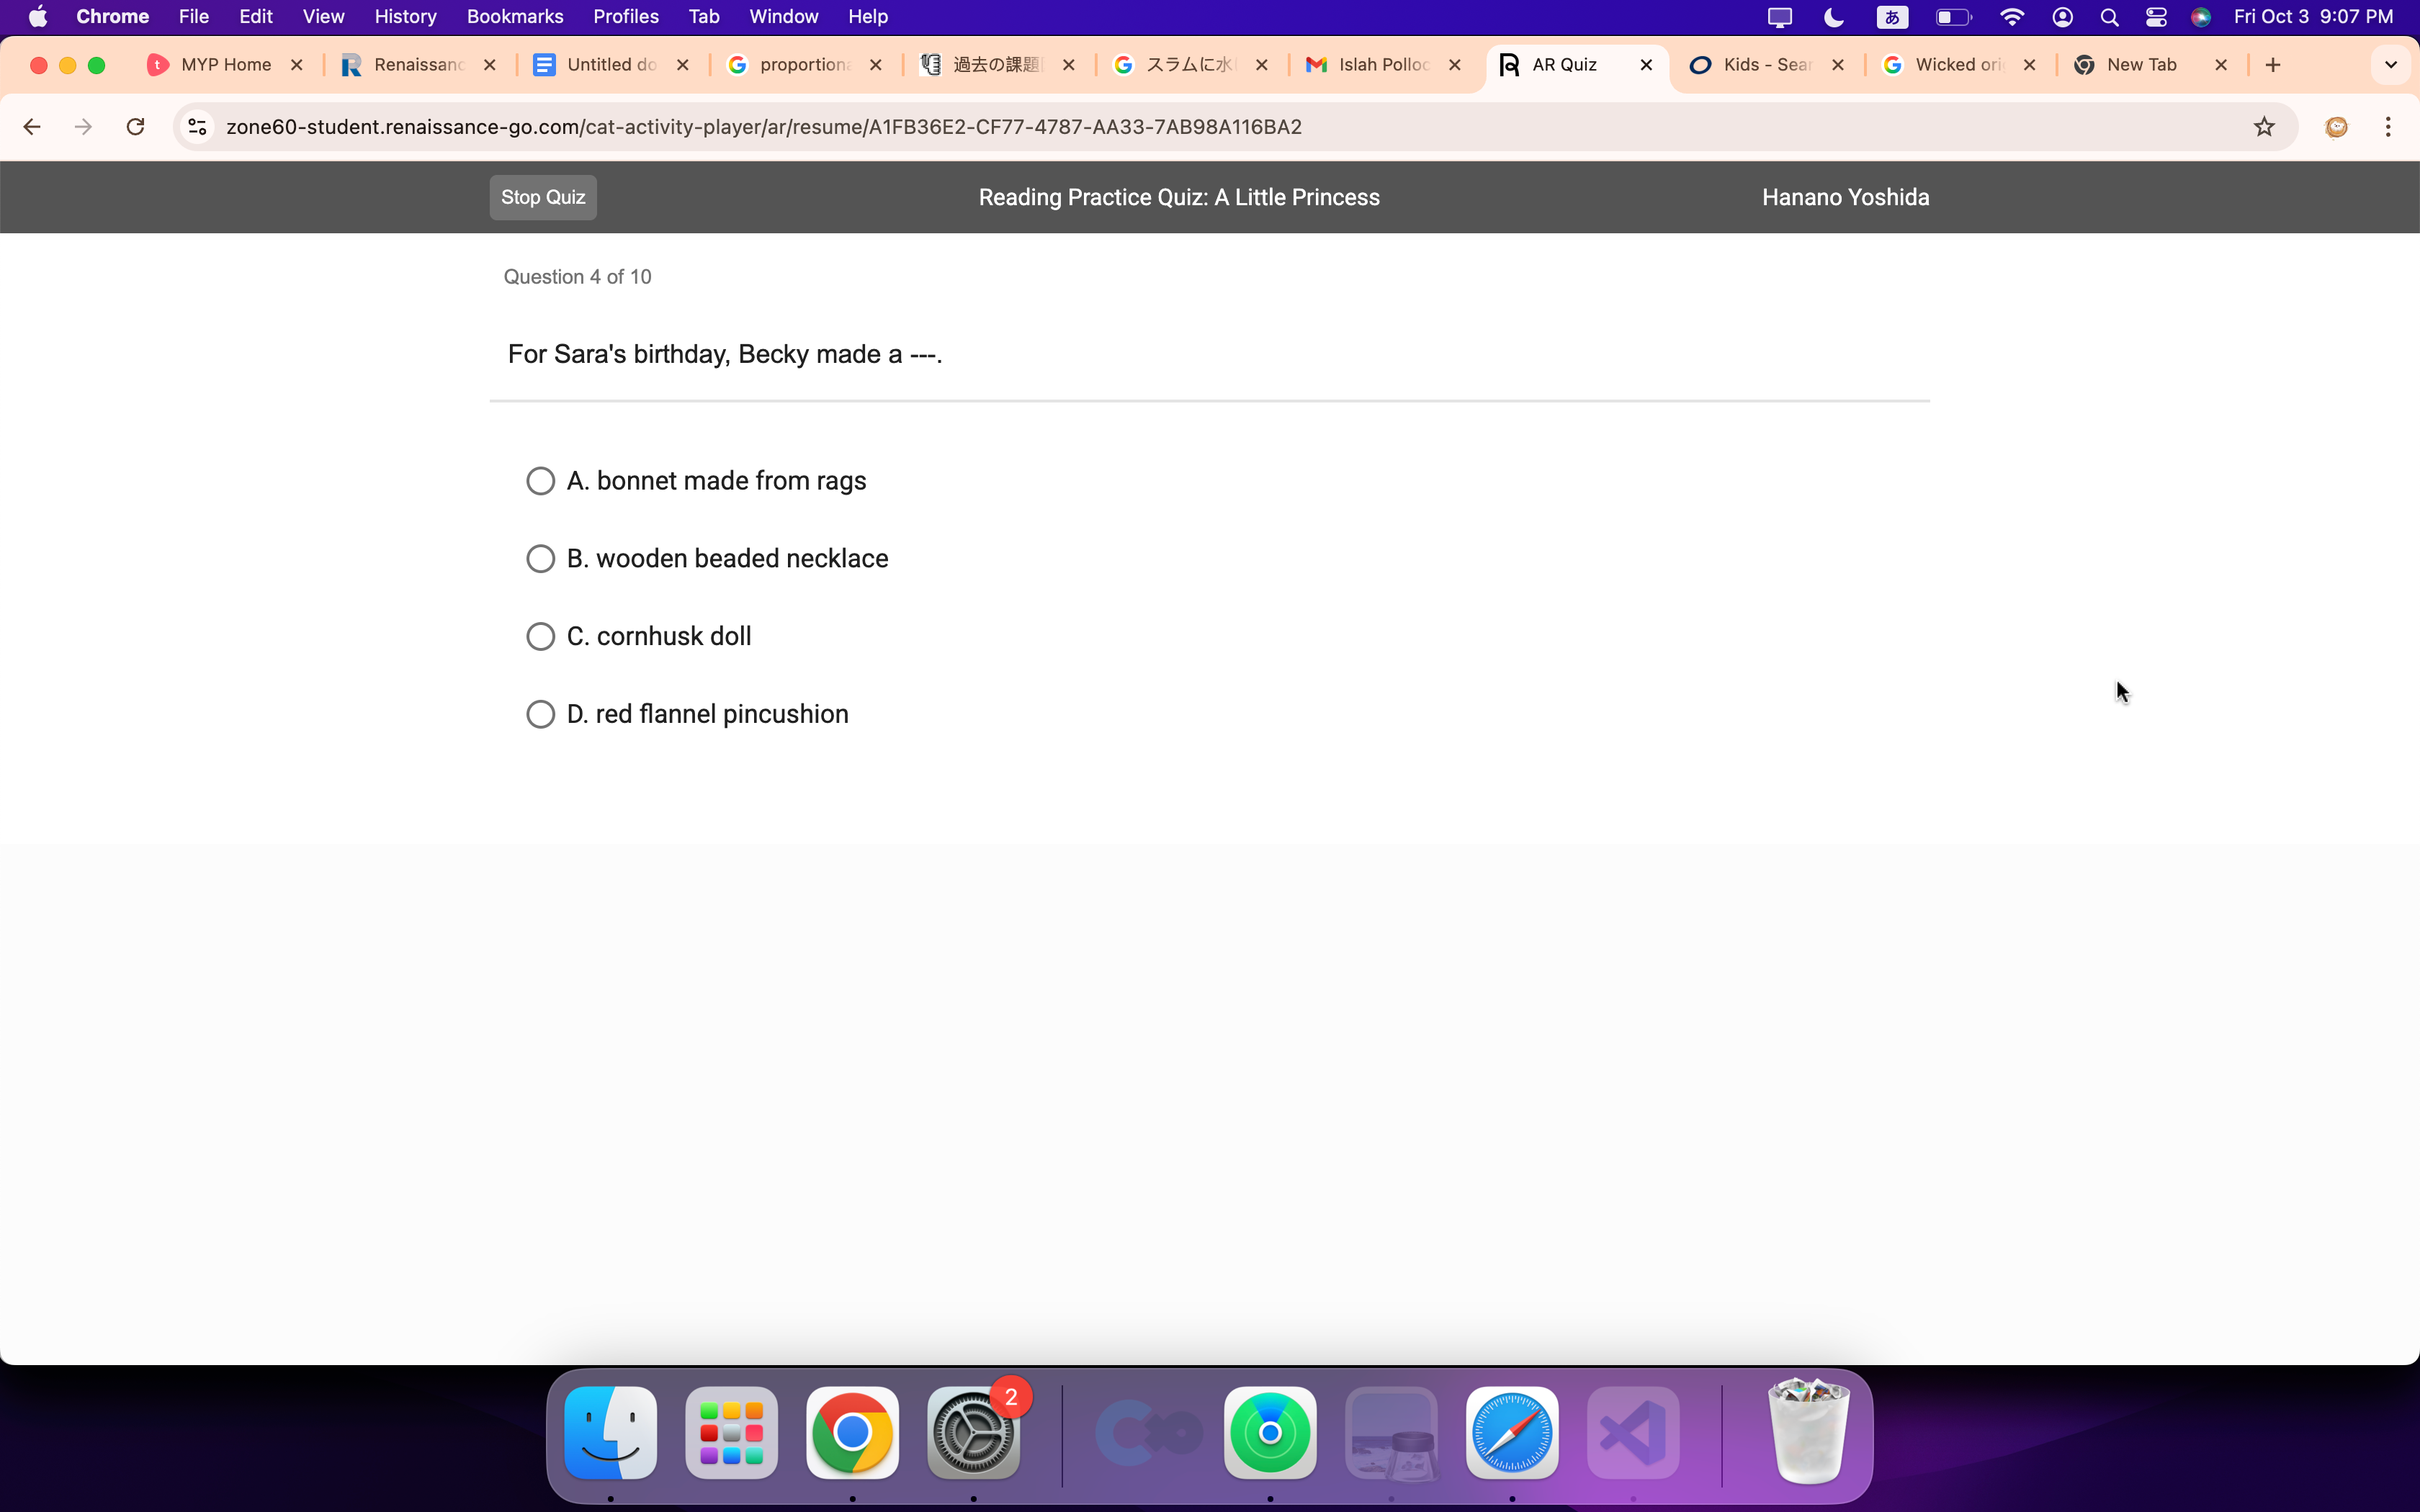 Chrome File Edit View History Bookmarks Profiles Tab Window Help あ Fri Oct 3 9:07 PM
MYP Home Renaissanc Untitled do proportiona 過去の課題 スラムに水 Islah Polloc AR Quiz Kids - Sear Wicked ori New Tab
zone60-student.renaissance-go.com/cat-activity-player/ar/resume/A1FB36E2-CF77-4787-AA33-7AB98A116BA2
Stop Quiz Reading Practice Quiz: A Little Princess Hanano Yoshida
Question 4 of 10
For Sara's birthday, Becky made a ---.
A. bonnet made from rags
B. wooden beaded necklace
C. cornhusk doll
D. red flannel pincushion
2